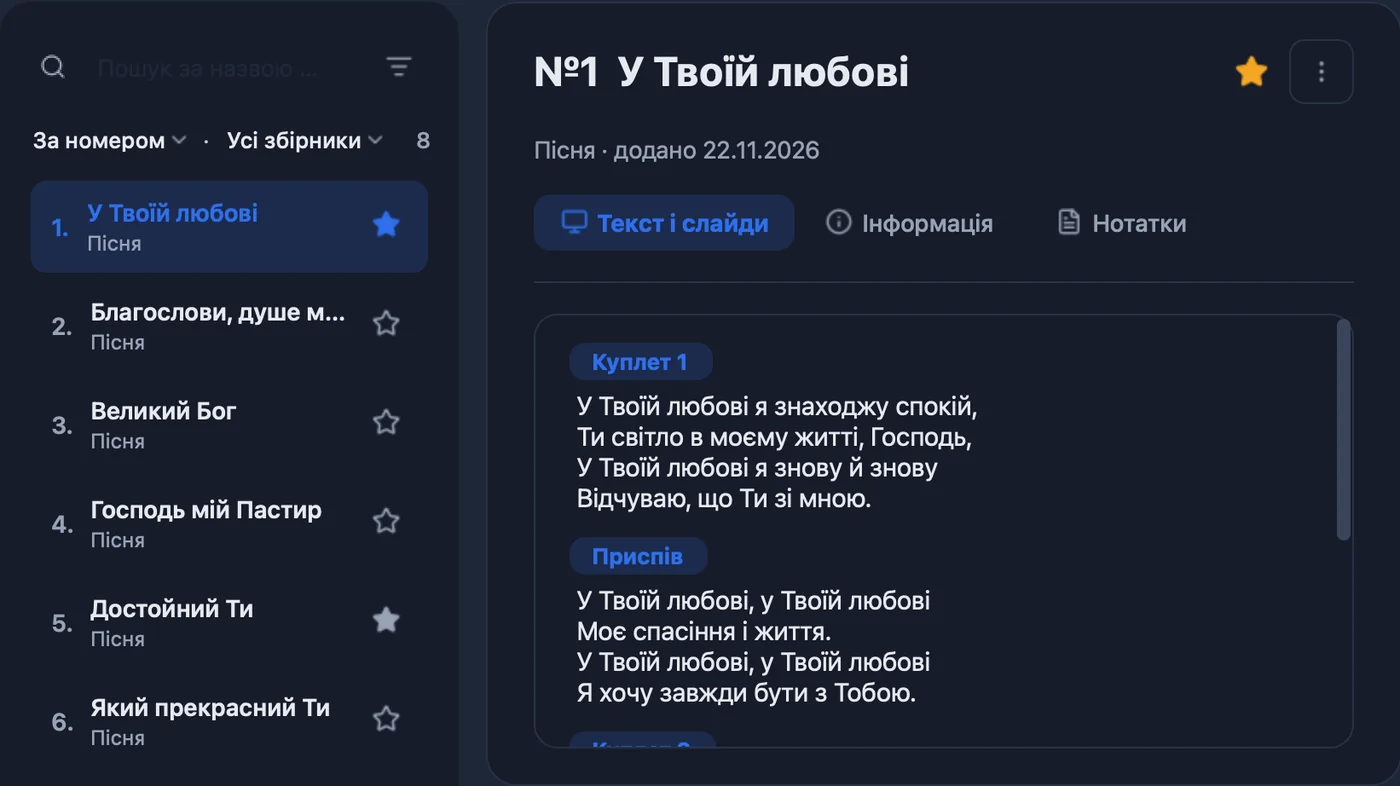 Пошук за назвою ...
За номером · Усі збірники 8
1. У Твоїй любові
Пісня
2. Благослови, душе м...
Пісня
3. Великий Бог
Пісня
4. Господь мій Пастир
Пісня
5. Достойний Ти
Пісня
6. Який прекрасний Ти
Пісня
№1 У Твоїй любові
Пісня · додано 22.11.2026
Текст і слайди Інформація Нотатки
Куплет 1
У Твоїй любові я знаходжу спокій,
Ти світло в моєму житті, Господь,
У Твоїй любові я знову й знову
Відчуваю, що Ти зі мною.
Приспів
У Твоїй любові, у Твоїй любові
Моє спасіння і життя.
У Твоїй любові, у Твоїй любові
Я хочу завжди бути з Тобою.